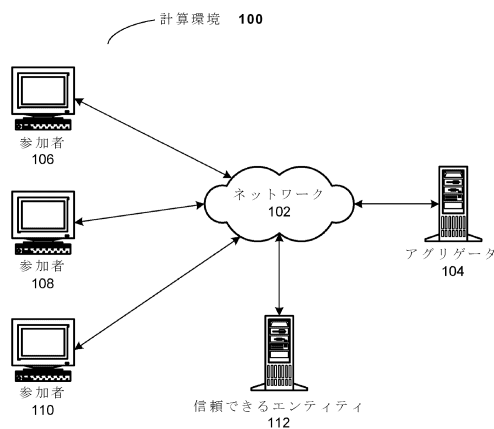 計算環境 100
参加者
106
ネットワーク
102
参加者
108
アグリゲータ
104
参加者
110
信頼できるエンティティ
112